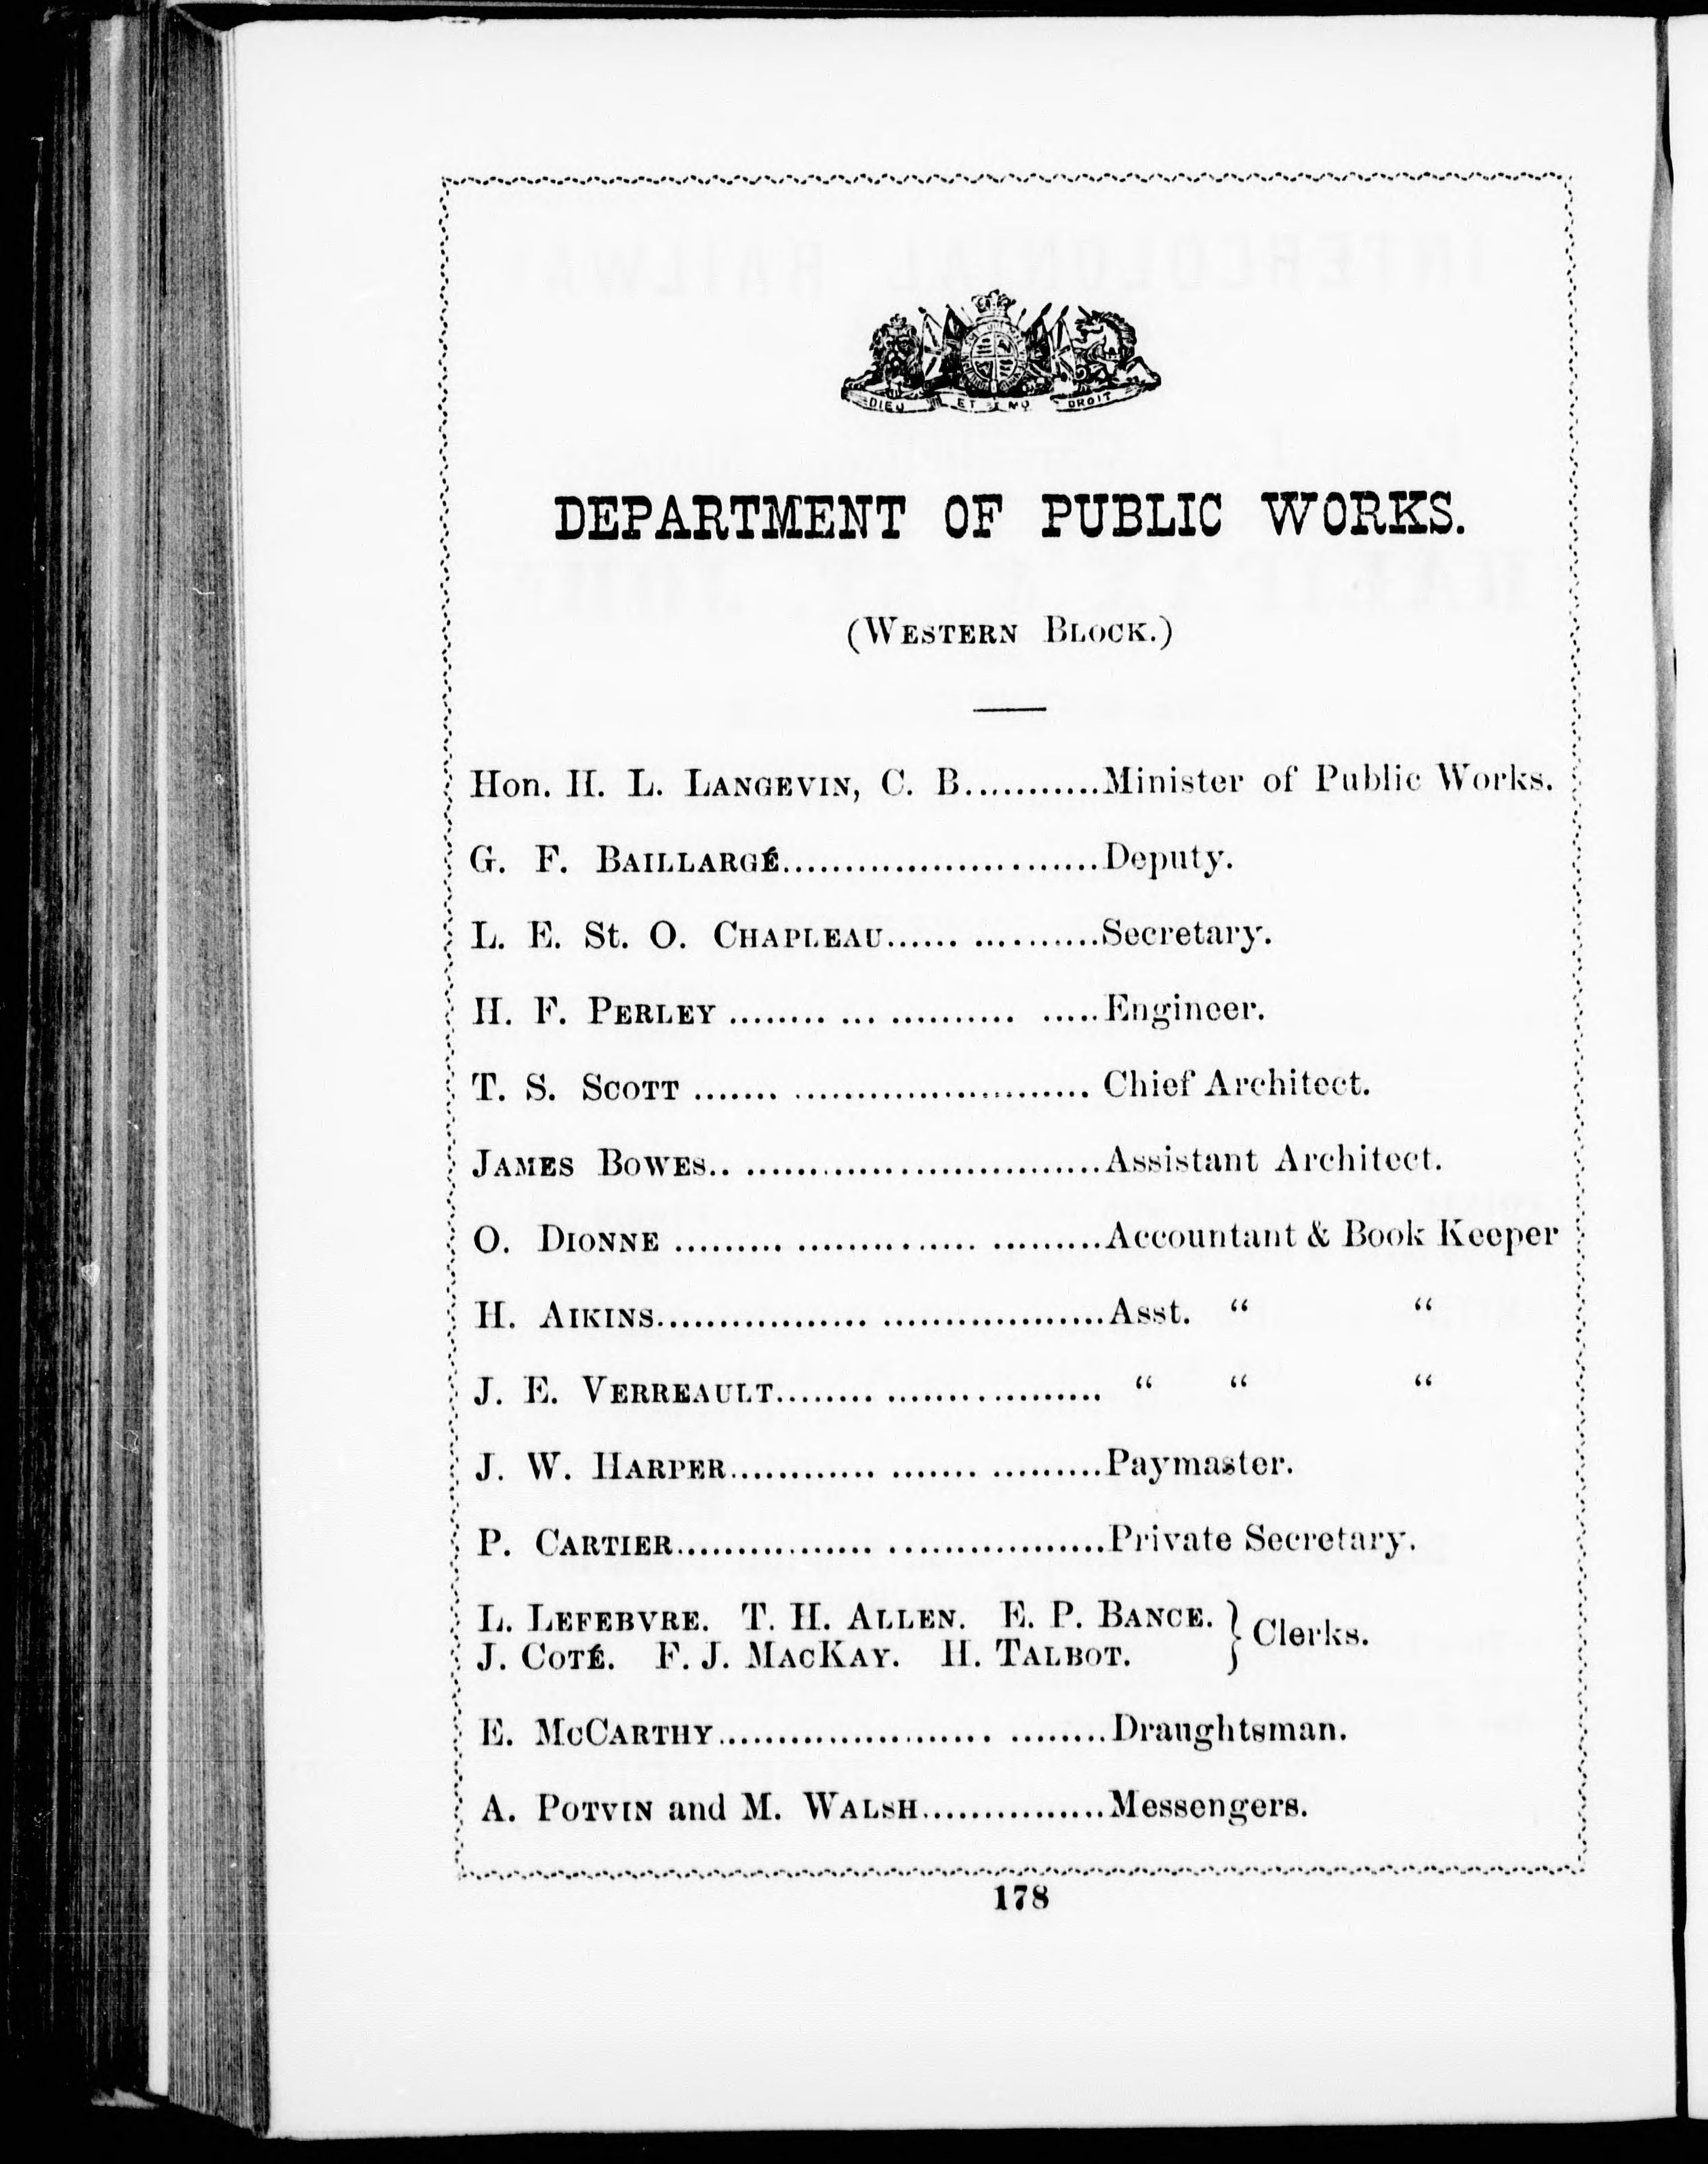 DIEU ET MO DROIT
DEPARTMENT OF PUBLIC WORKS.
(WESTERN BLOCK.)
Hon. H. L. LANGEVIN, C. B...........Minister of Public Works.
G. F. BAILLARGÉ..........................Deputy.
L. E. St. O. CHAPLEAU...... ..........Secretary.
H. F. PERLEY ........ ... .......... .....Engineer.
T. S. SCOTT ....... ........................ Chief Architect.
JAMES BOWES.. .............................Assistant Architect.
O. DIONNE ......... ............... .........Accountant & Book Keeper
H. AIKINS................. ..................Asst. “ “
J. E. VERREAULT........ .................. “ “ “
J. W. HARPER............ ....... .........Paymaster.
P. CARTIER................ ..................Private Secretary.
L. LEFEBVRE. T. H. ALLEN. E. P. BANCE. } Clerks.
J. COTÉ. F. J. MACKAY. H. TALBOT.
E. MCCARTHY...................... ........Draughtsman.
A. POTVIN and M. WALSH...............Messengers.
178